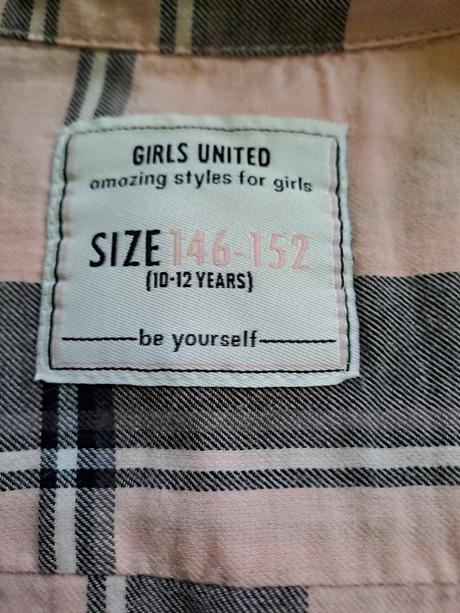 GIRLS UNITED
amazing styles for girls
SIZE 146-152
(10-12 YEARS)
be yourself